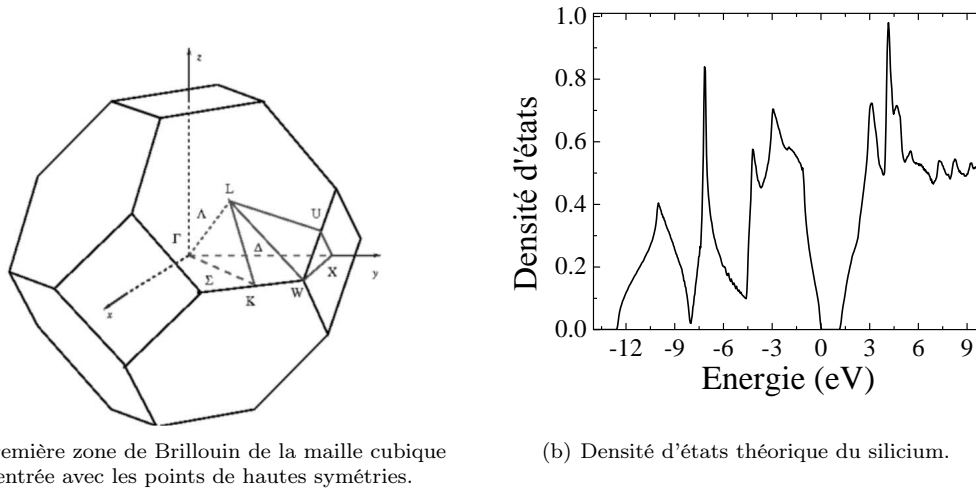 z
L
Λ
U
Γ
Δ
X
y
Σ
K
W
x
1.0
0.8
0.6
0.4
0.2
0.0
Densité d'états
-12 -9 -6 -3 0 3 6 9
Energie (eV)
remière zone de Brillouin de la maille cubique
entrée avec les points de hautes symétries.
(b) Densité d'états théorique du silicium.